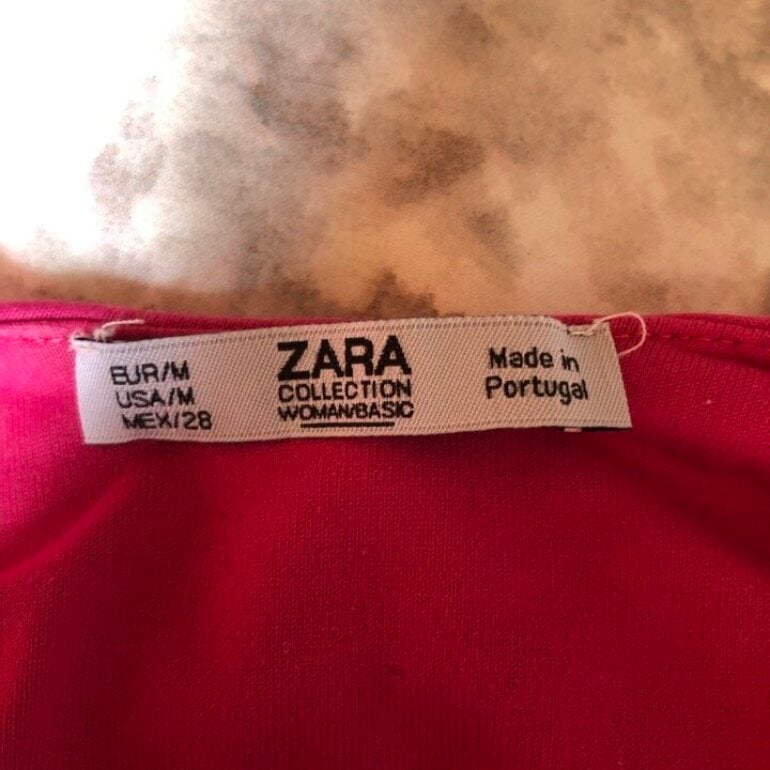 EUR/M
USA/M
MEX/28
ZARA
COLLECTION
WOMAN/BASIC
Made in
Portugal